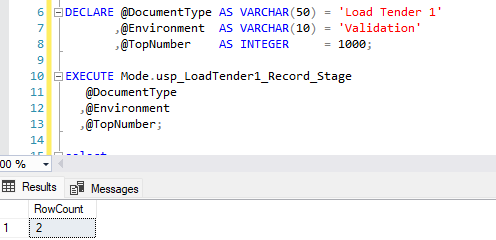 6 DECLARE @DocumentType AS VARCHAR(50) = 'Load Tender 1'
7 ,@Environment AS VARCHAR(10) = 'Validation'
8 ,@TopNumber AS INTEGER = 1000;
9
10 EXECUTE Mode.usp_LoadTender1_Record_Stage
11 @DocumentType
12 ,@Environment
13 ,@TopNumber;
14
00 %
Results Messages
RowCount
1 2